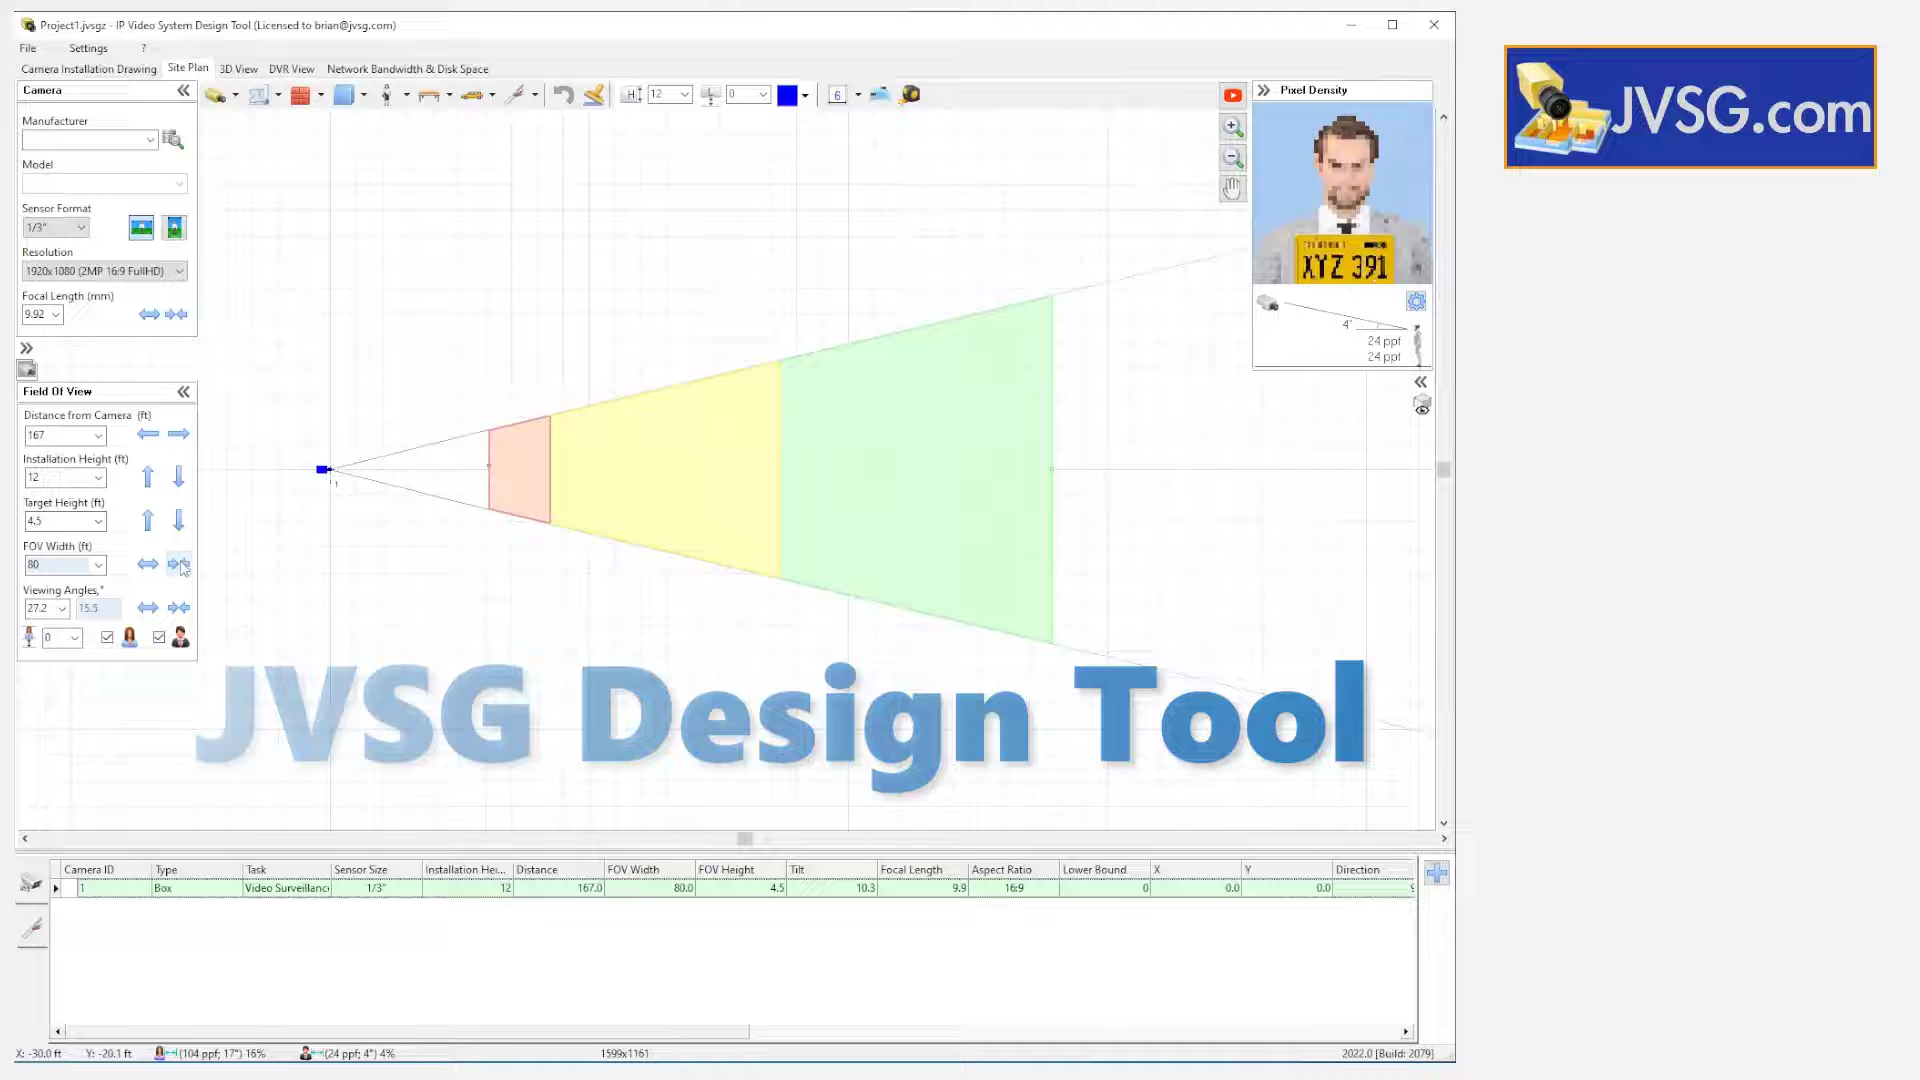 Project1.jvsgz - IP Video System Design Tool (Licensed to brian@jvsg.com)
File Settings ?
Camera Installation Drawing Site Plan 3D View DVR View Network Bandwidth & Disk Space
Camera
12 0 6
Pixel Density
JVSG.com
Manufacturer
Model
Sensor Format
1/3"
Resolution
1920x1080 (2MP 16:9 FullHD)
Focal Length (mm)
9.92
XYZ 391
4°
24 ppf
24 ppf
Field Of View
Distance from Camera (ft)
167
Installation Height (ft)
12
Target Height (ft)
4.5
FOV Width (ft)
80
Viewing Angles,°
27.2 15.5
0
1
JVSG Design Tool
Camera ID Type Task Sensor Size Installation Hei... Distance FOV Width FOV Height Tilt Focal Length Aspect Ratio Lower Bound X Y Direction
1 Box Video Surveillanc 1/3" 12 167.0 80.0 4.5 10.3 9.9 16:9 0 0.0 0.0 9
X: -30.0 ft Y: -20.1 ft (104 ppf; 17°) 16% (24 ppf; 4°) 4% 1599x1161 2022.0 [Build: 2079]